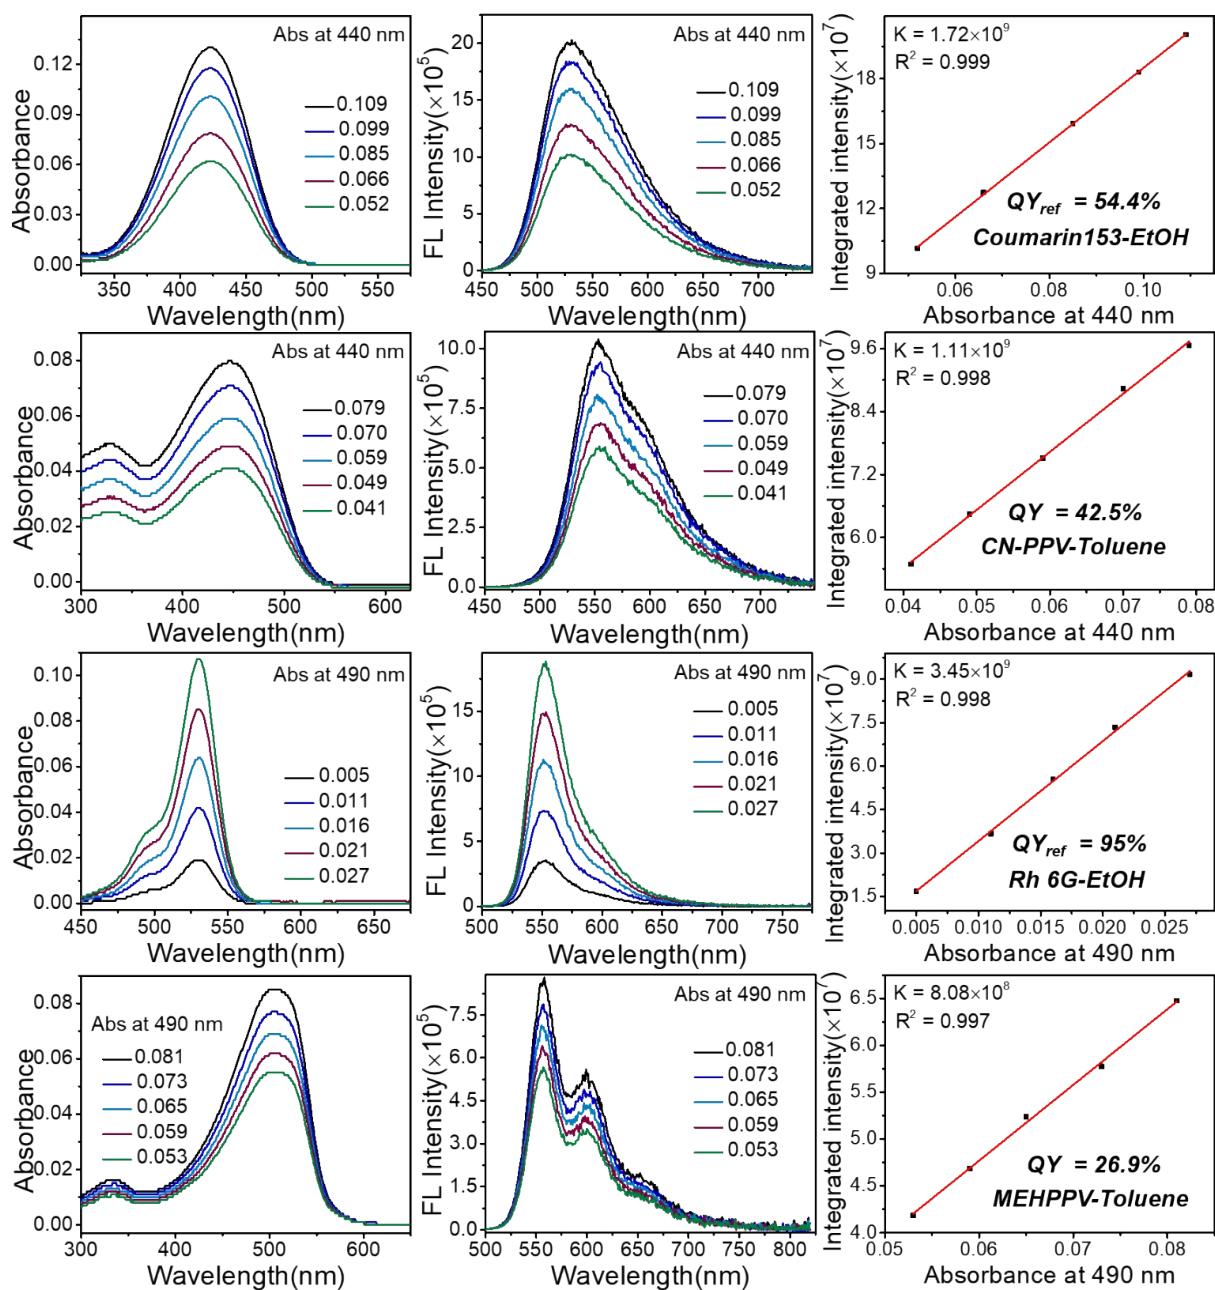 Abs at 440 nm
0.109
0.099
0.085
0.066
0.052
0.12
0.09
0.06
0.03
0.00
350 400 450 500 550
Absorbance
Wavelength(nm)
Abs at 440 nm
0.109
0.099
0.085
0.066
0.052
20
15
10
5
0
450 500 550 600 650 700
FL Intensity(×10⁵)
Wavelength(nm)
K = 1.72×10⁹
R² = 0.999
QY_ref = 54.4%
Coumarin153-EtOH
18
15
12
9
0.06 0.08 0.10
Integrated intensity(×10⁷)
Absorbance at 440 nm
Abs at 440 nm
0.079
0.070
0.059
0.049
0.041
0.08
0.06
0.04
0.02
0.00
300 400 500 600
Absorbance
Wavelength(nm)
Abs at 440 nm
0.079
0.070
0.059
0.049
0.041
10.0
7.5
5.0
2.5
0.0
450 500 550 600 650 700
FL Intensity(×10⁵)
Wavelength(nm)
K = 1.11×10⁹
R² = 0.998
QY = 42.5%
CN-PPV-Toluene
9.6
8.4
7.2
6.0
0.04 0.05 0.06 0.07 0.08
Integrated intensity(×10⁷)
Absorbance at 440 nm
Abs at 490 nm
0.005
0.011
0.016
0.021
0.027
0.10
0.08
0.06
0.04
0.02
0.00
450 500 550 600 650
Absorbance
Wavelength(nm)
Abs at 490 nm
0.005
0.011
0.016
0.021
0.027
15
10
5
0
500 550 600 650 700 750
FL Intensity(×10⁵)
Wavelength(nm)
K = 3.45×10⁹
R² = 0.998
QY_ref = 95%
Rh 6G-EtOH
9.0
7.5
6.0
4.5
3.0
1.5
0.005 0.010 0.015 0.020 0.025
Integrated intensity(×10⁷)
Absorbance at 490 nm
Abs at 490 nm
0.081
0.073
0.065
0.059
0.053
0.08
0.06
0.04
0.02
0.00
300 400 500 600
Absorbance
Wavelength(nm)
Abs at 490 nm
0.081
0.073
0.065
0.059
0.053
7.5
6.0
4.5
3.0
1.5
0.0
500 550 600 650 700 750 800
FL Intensity(×10⁵)
Wavelength(nm)
K = 8.08×10⁸
R² = 0.997
QY = 26.9%
MEHPPV-Toluene
6.5
6.0
5.5
5.0
4.5
4.0
0.05 0.06 0.07 0.08
Integrated intensity(×10⁷)
Absorbance at 490 nm